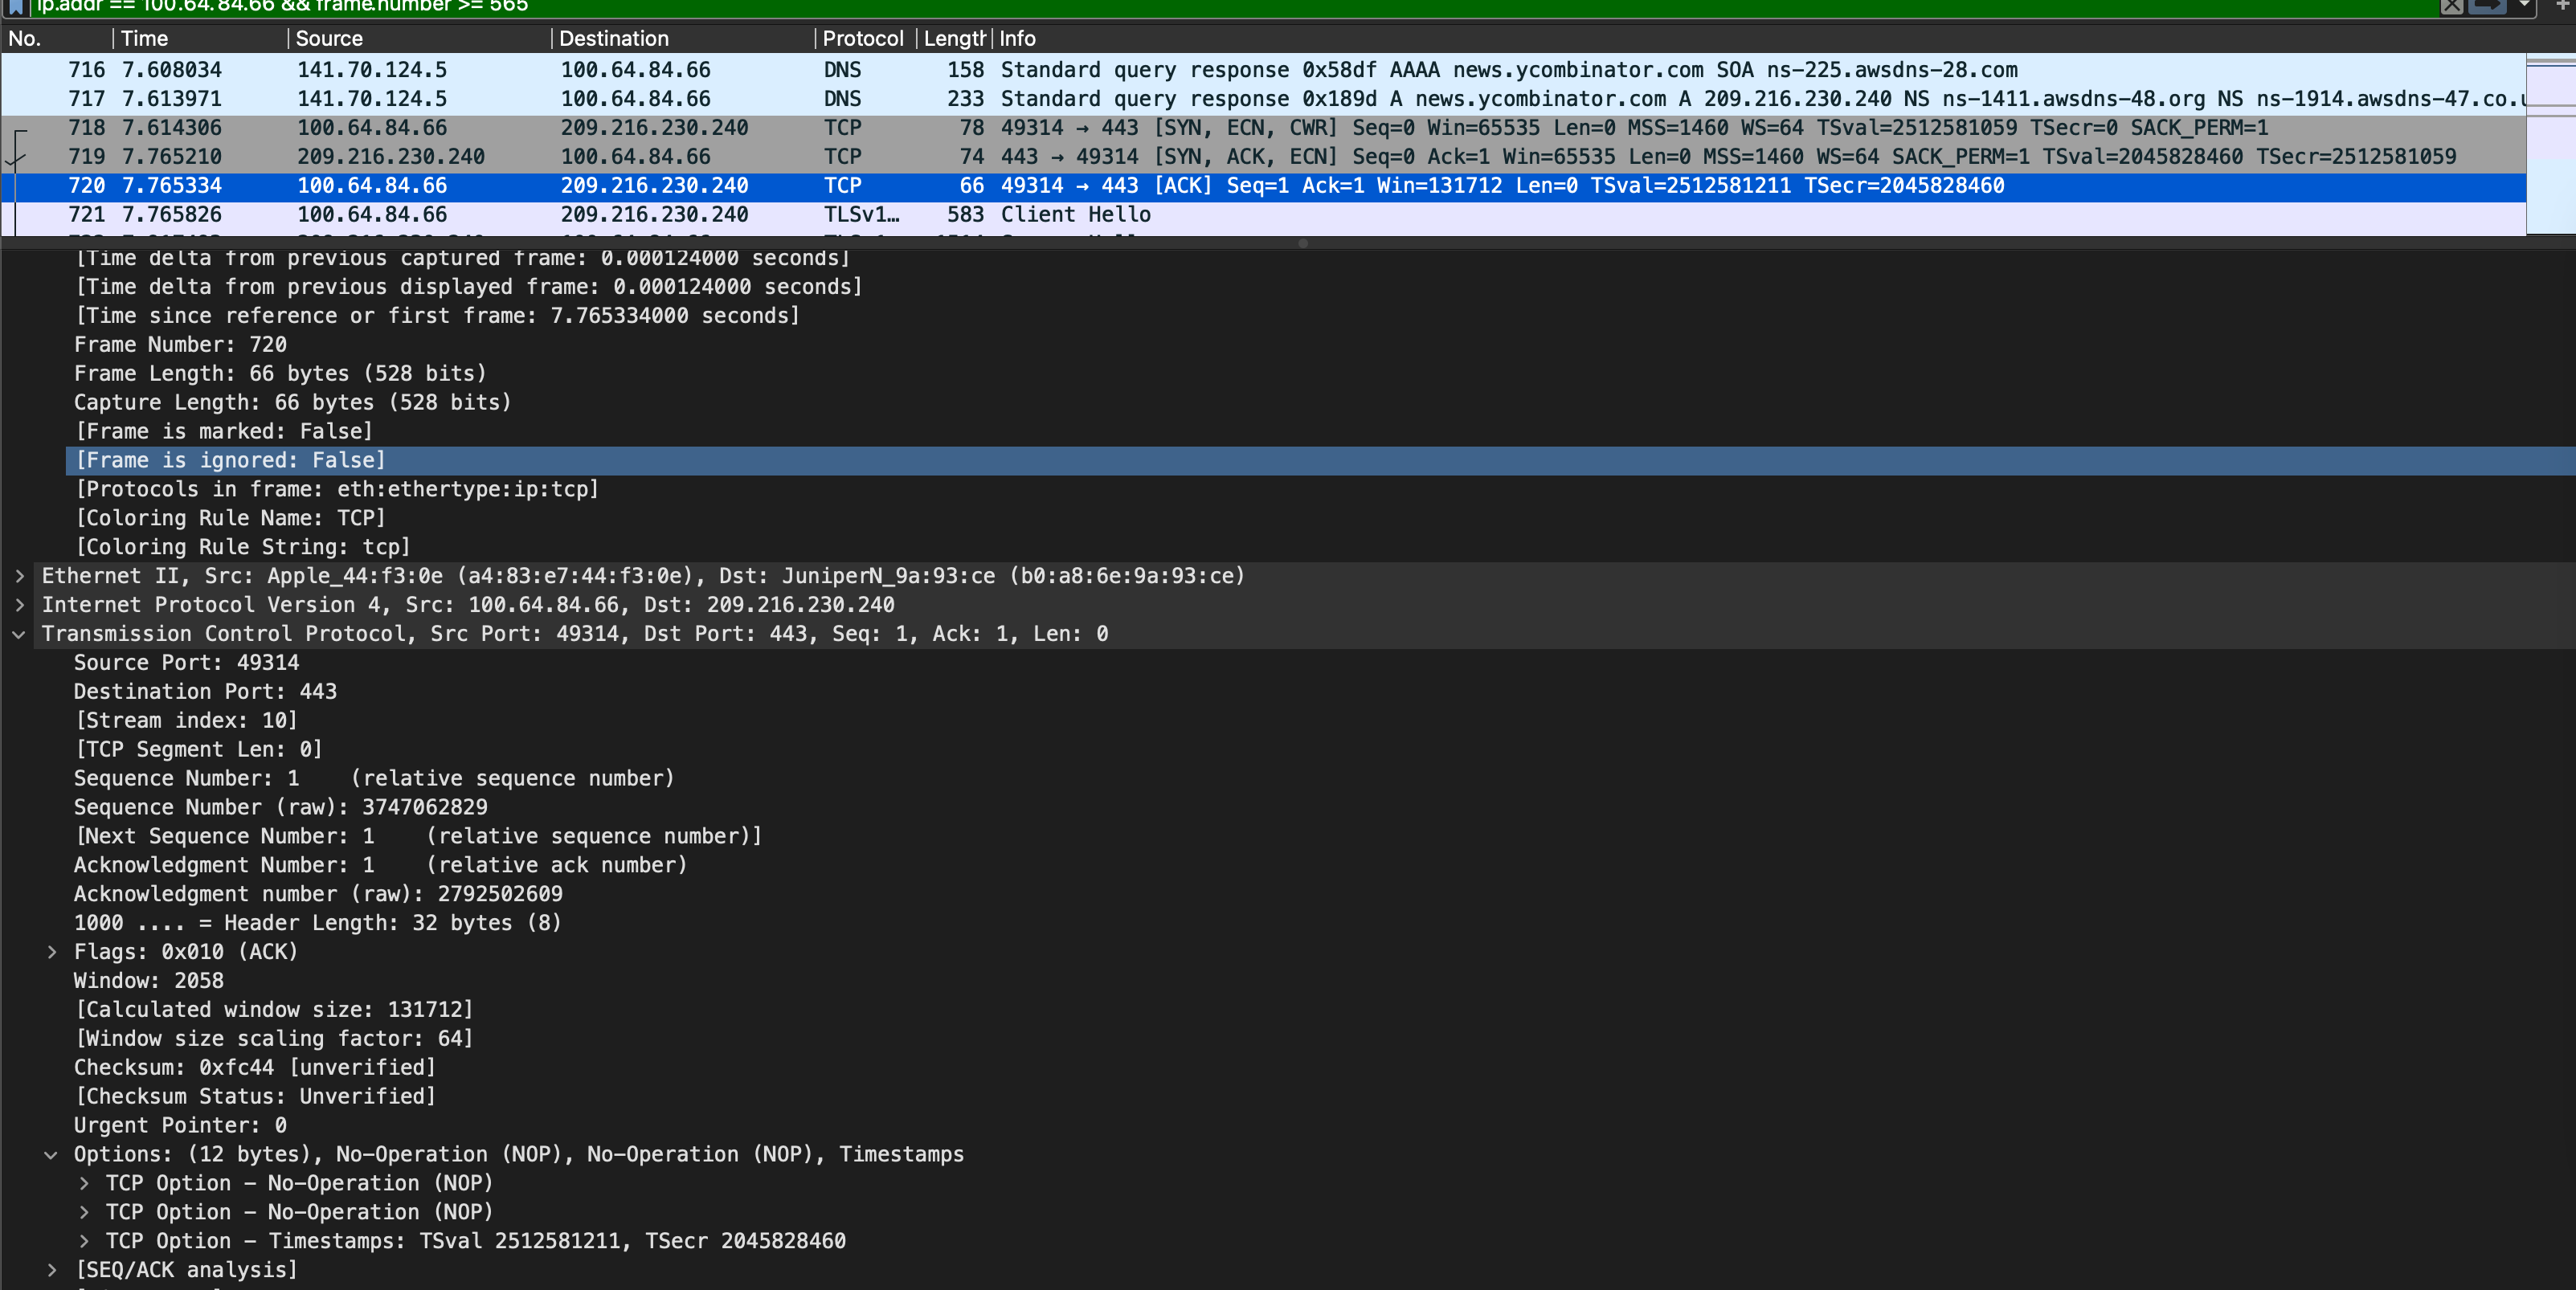 ip.addr == 100.64.84.66 && frame.number >= 565
No. Time Source Destination Protocol Length Info
716 7.608034 141.70.124.5 100.64.84.66 DNS 158 Standard query response 0x58df AAAA news.ycombinator.com SOA ns-225.awsdns-28.com
717 7.613971 141.70.124.5 100.64.84.66 DNS 233 Standard query response 0x189d A news.ycombinator.com A 209.216.230.240 NS ns-1411.awsdns-48.org NS ns-1914.awsdns-47.co.u
718 7.614306 100.64.84.66 209.216.230.240 TCP 78 49314 → 443 [SYN, ECN, CWR] Seq=0 Win=65535 Len=0 MSS=1460 WS=64 TSval=2512581059 TSecr=0 SACK_PERM=1
719 7.765210 209.216.230.240 100.64.84.66 TCP 74 443 → 49314 [SYN, ACK, ECN] Seq=0 Ack=1 Win=65535 Len=0 MSS=1460 WS=64 SACK_PERM=1 TSval=2045828460 TSecr=2512581059
720 7.765334 100.64.84.66 209.216.230.240 TCP 66 49314 → 443 [ACK] Seq=1 Ack=1 Win=131712 Len=0 TSval=2512581211 TSecr=2045828460
721 7.765826 100.64.84.66 209.216.230.240 TLSv1… 583 Client Hello
[Time delta from previous captured frame: 0.000124000 seconds]
[Time delta from previous displayed frame: 0.000124000 seconds]
[Time since reference or first frame: 7.765334000 seconds]
Frame Number: 720
Frame Length: 66 bytes (528 bits)
Capture Length: 66 bytes (528 bits)
[Frame is marked: False]
[Frame is ignored: False]
[Protocols in frame: eth:ethertype:ip:tcp]
[Coloring Rule Name: TCP]
[Coloring Rule String: tcp]
Ethernet II, Src: Apple_44:f3:0e (a4:83:e7:44:f3:0e), Dst: JuniperN_9a:93:ce (b0:a8:6e:9a:93:ce)
Internet Protocol Version 4, Src: 100.64.84.66, Dst: 209.216.230.240
Transmission Control Protocol, Src Port: 49314, Dst Port: 443, Seq: 1, Ack: 1, Len: 0
Source Port: 49314
Destination Port: 443
[Stream index: 10]
[TCP Segment Len: 0]
Sequence Number: 1 (relative sequence number)
Sequence Number (raw): 3747062829
[Next Sequence Number: 1 (relative sequence number)]
Acknowledgment Number: 1 (relative ack number)
Acknowledgment number (raw): 2792502609
1000 .... = Header Length: 32 bytes (8)
Flags: 0x010 (ACK)
Window: 2058
[Calculated window size: 131712]
[Window size scaling factor: 64]
Checksum: 0xfc44 [unverified]
[Checksum Status: Unverified]
Urgent Pointer: 0
Options: (12 bytes), No-Operation (NOP), No-Operation (NOP), Timestamps
TCP Option – No-Operation (NOP)
TCP Option – No-Operation (NOP)
TCP Option – Timestamps: TSval 2512581211, TSecr 2045828460
[SEQ/ACK analysis]